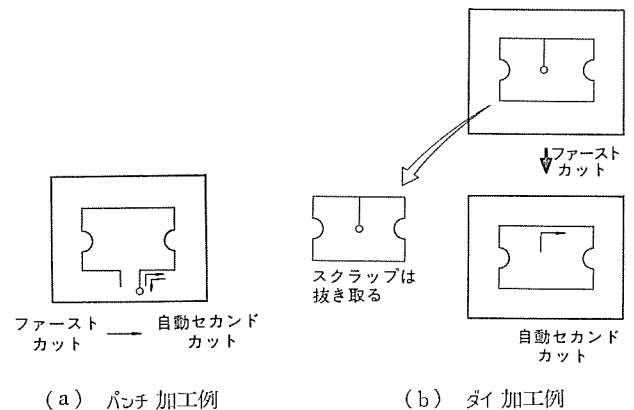 ファースト
カット
スクラップは
抜き取る
ファースト
カット
自動セカンド
カット
自動セカンド
カット
(a) パンチ加工例
(b) ダイ加工例